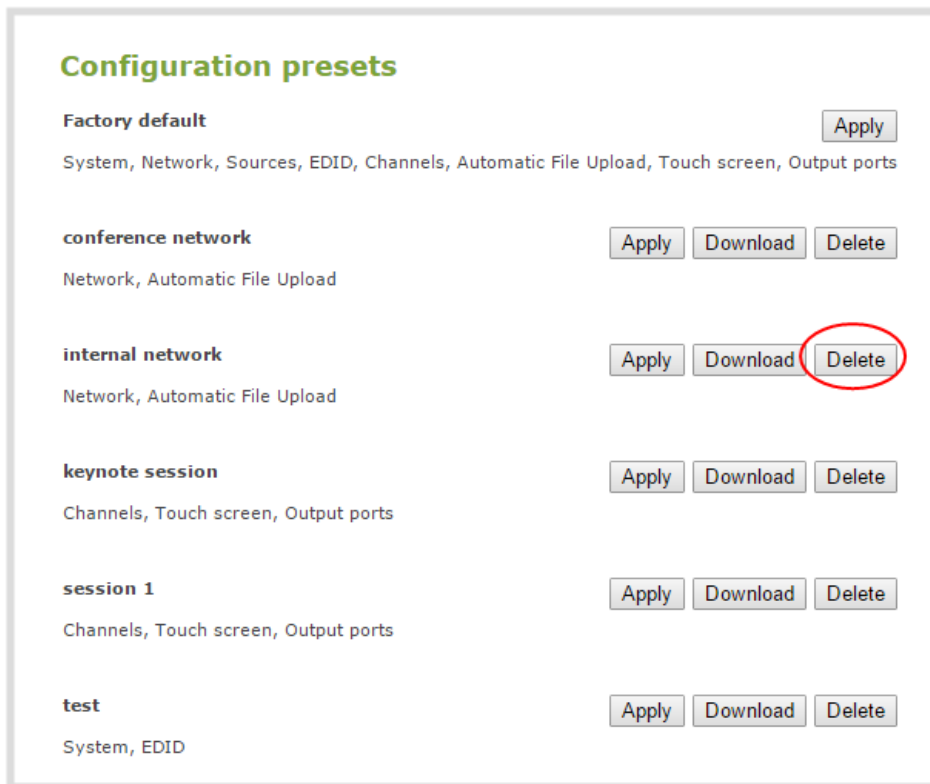 Configuration presets
Factory default Apply
System, Network, Sources, EDID, Channels, Automatic File Upload, Touch screen, Output ports
conference network Apply Download Delete
Network, Automatic File Upload
internal network Apply Download Delete
Network, Automatic File Upload
keynote session Apply Download Delete
Channels, Touch screen, Output ports
session 1 Apply Download Delete
Channels, Touch screen, Output ports
test Apply Download Delete
System, EDID